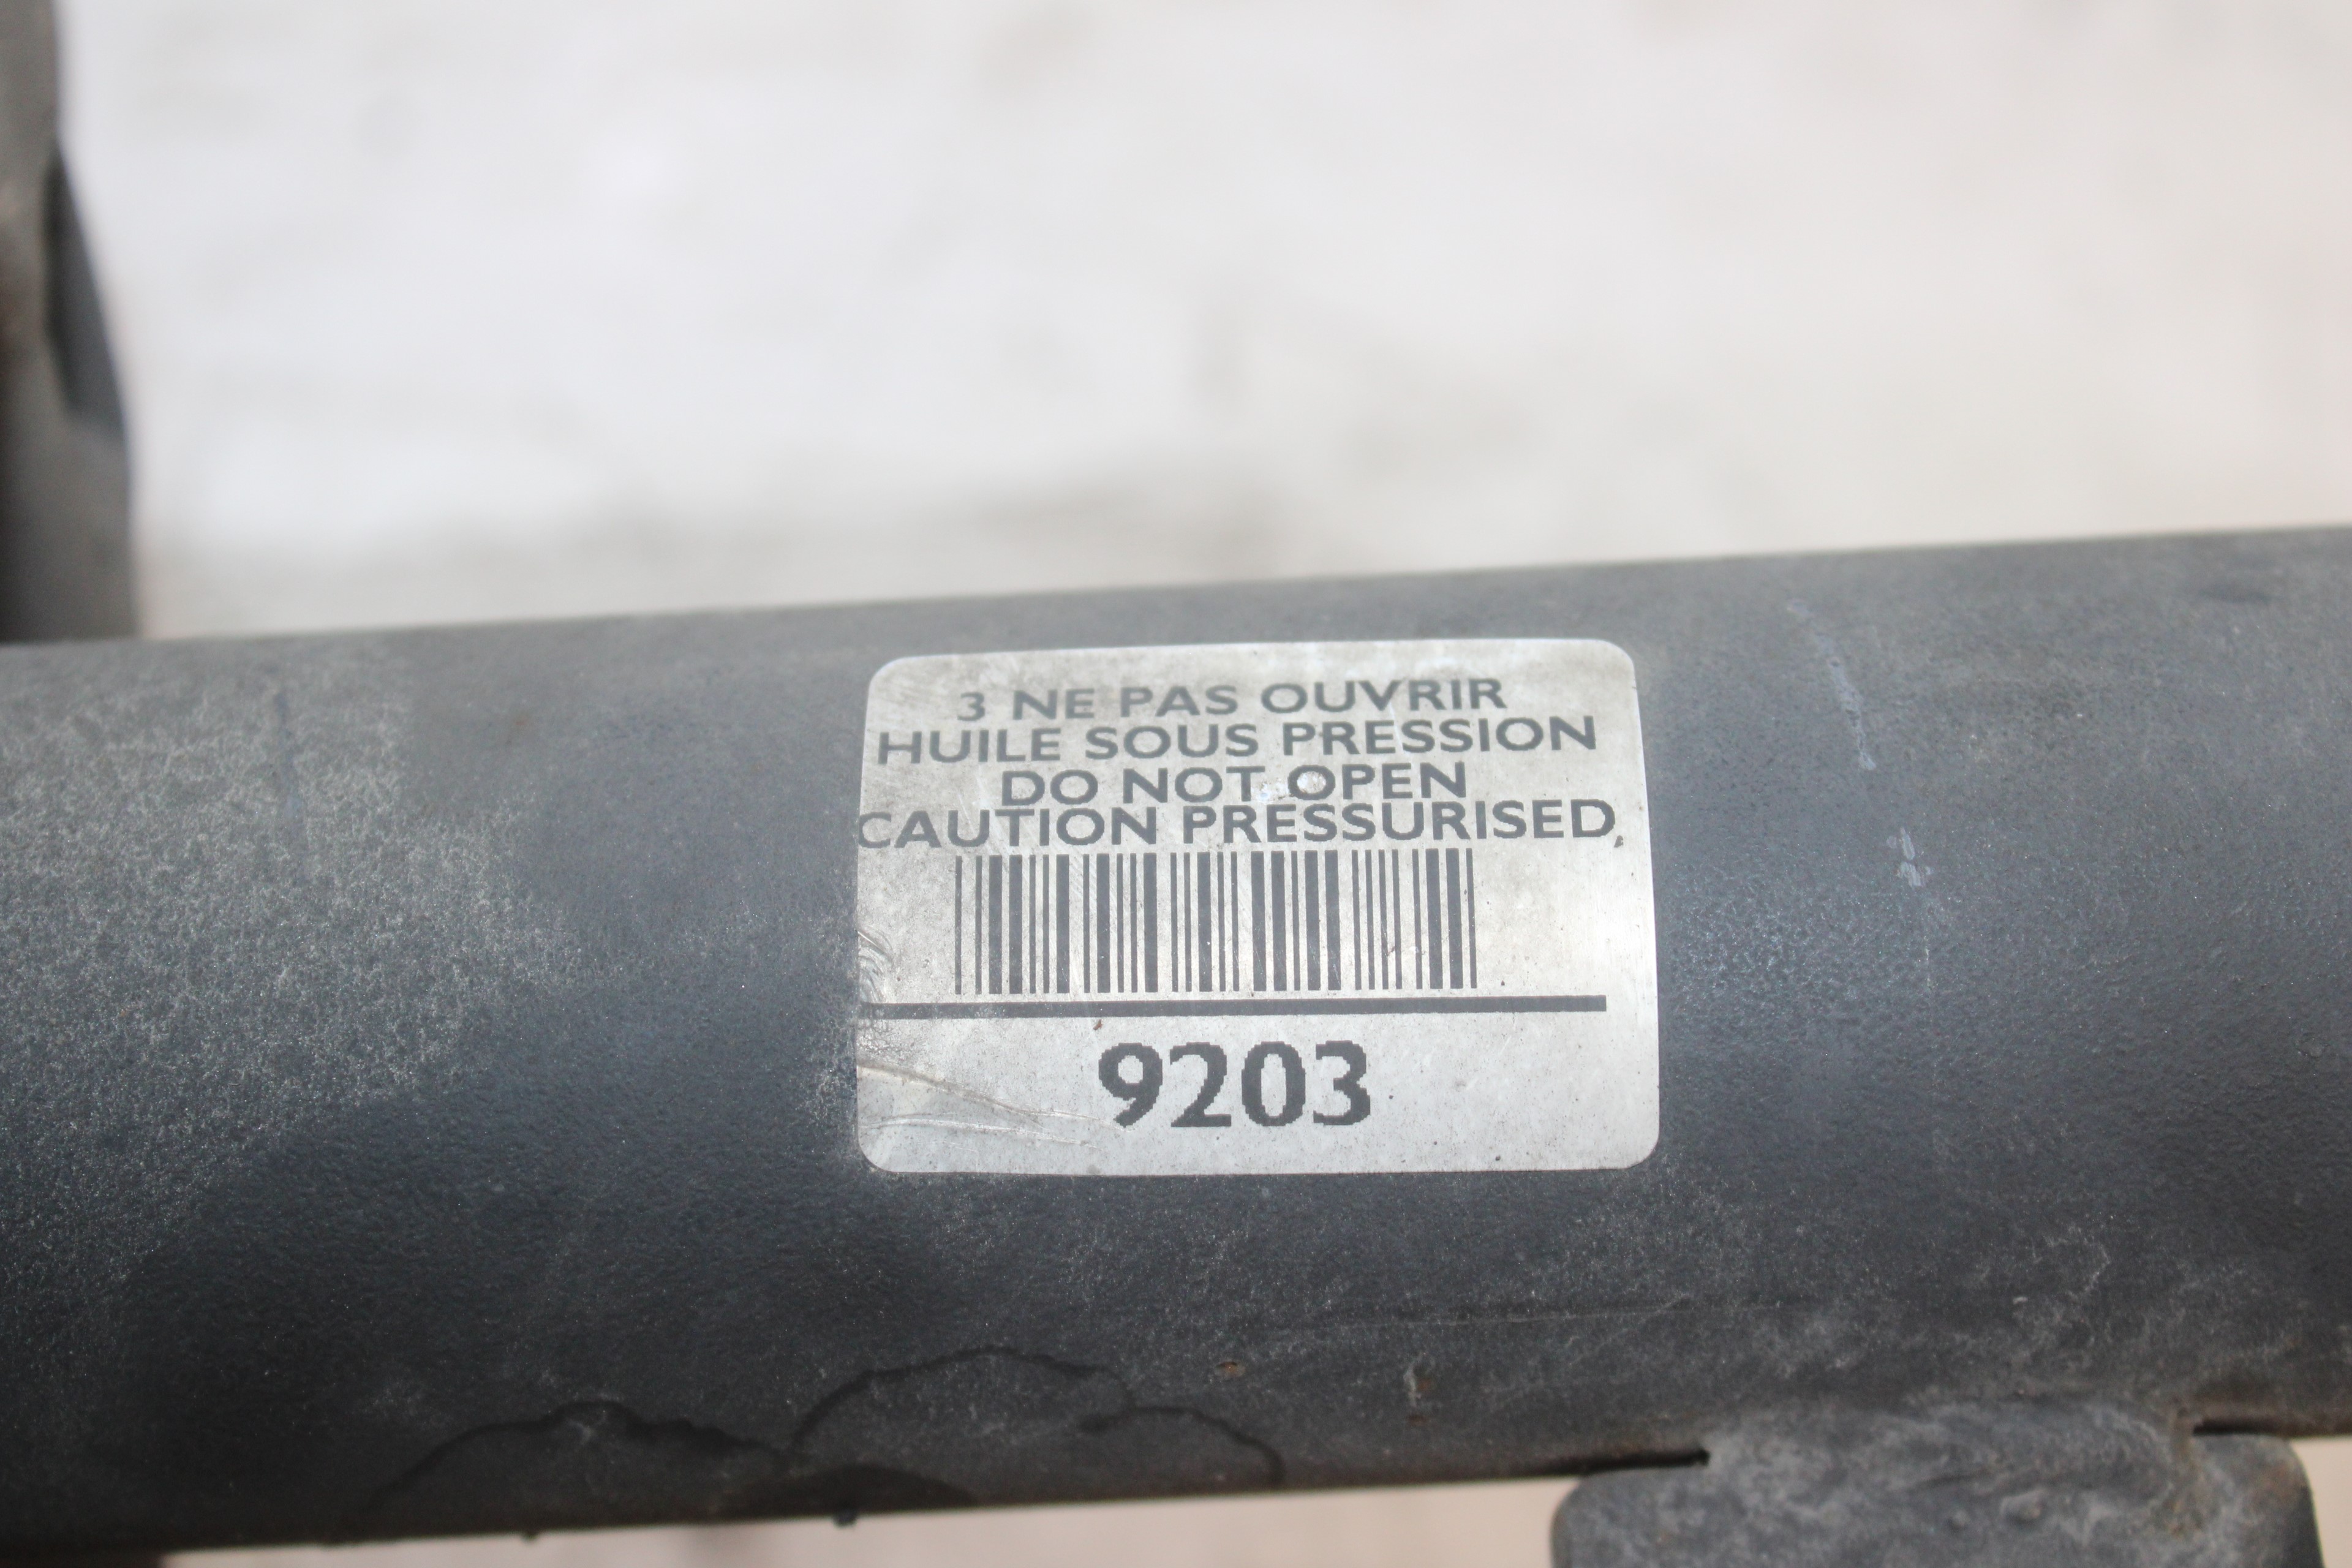 3 NE PAS OUVRIR
HUILE SOUS PRESSION
DO NOT OPEN
CAUTION PRESSURISED
9203